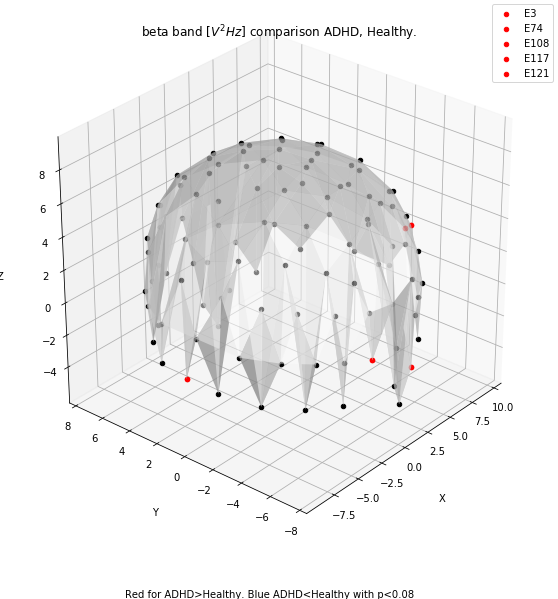 beta band [V²Hz] comparison ADHD, Healthy.
E3
E74
E108
E117
E121
8
6
4
2
0
−2
−4
Z
8
6
4
2
0
−2
−4
−6
−8
Y
10.0
7.5
5.0
2.5
0.0
−2.5
−5.0
−7.5
X
Red for ADHD>Healthy. Blue ADHD<Healthy with p<0.08